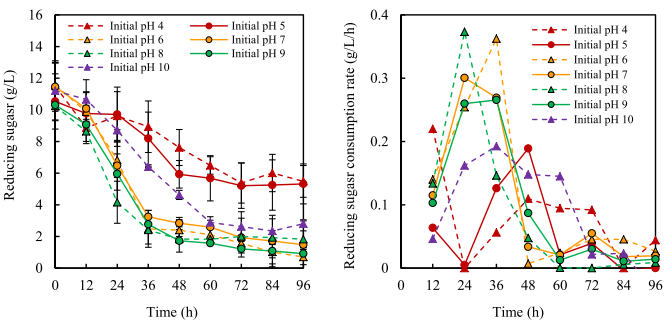 16
14
12
10
8
6
4
2
0
Reducing sugasr (g/L)
Initial pH 4
Initial pH 5
Initial pH 6
Initial pH 7
Initial pH 8
Initial pH 9
Initial pH 10
0 12 24 36 48 60 72 84 96
Time (h)
0.4
0.3
0.2
0.1
0
Reducing sugasr consumption rate (g/L/h)
Initial pH 4
Initial pH 5
Initial pH 6
Initial pH 7
Initial pH 8
Initial pH 9
Initial pH 10
0 12 24 36 48 60 72 84 96
Time (h)